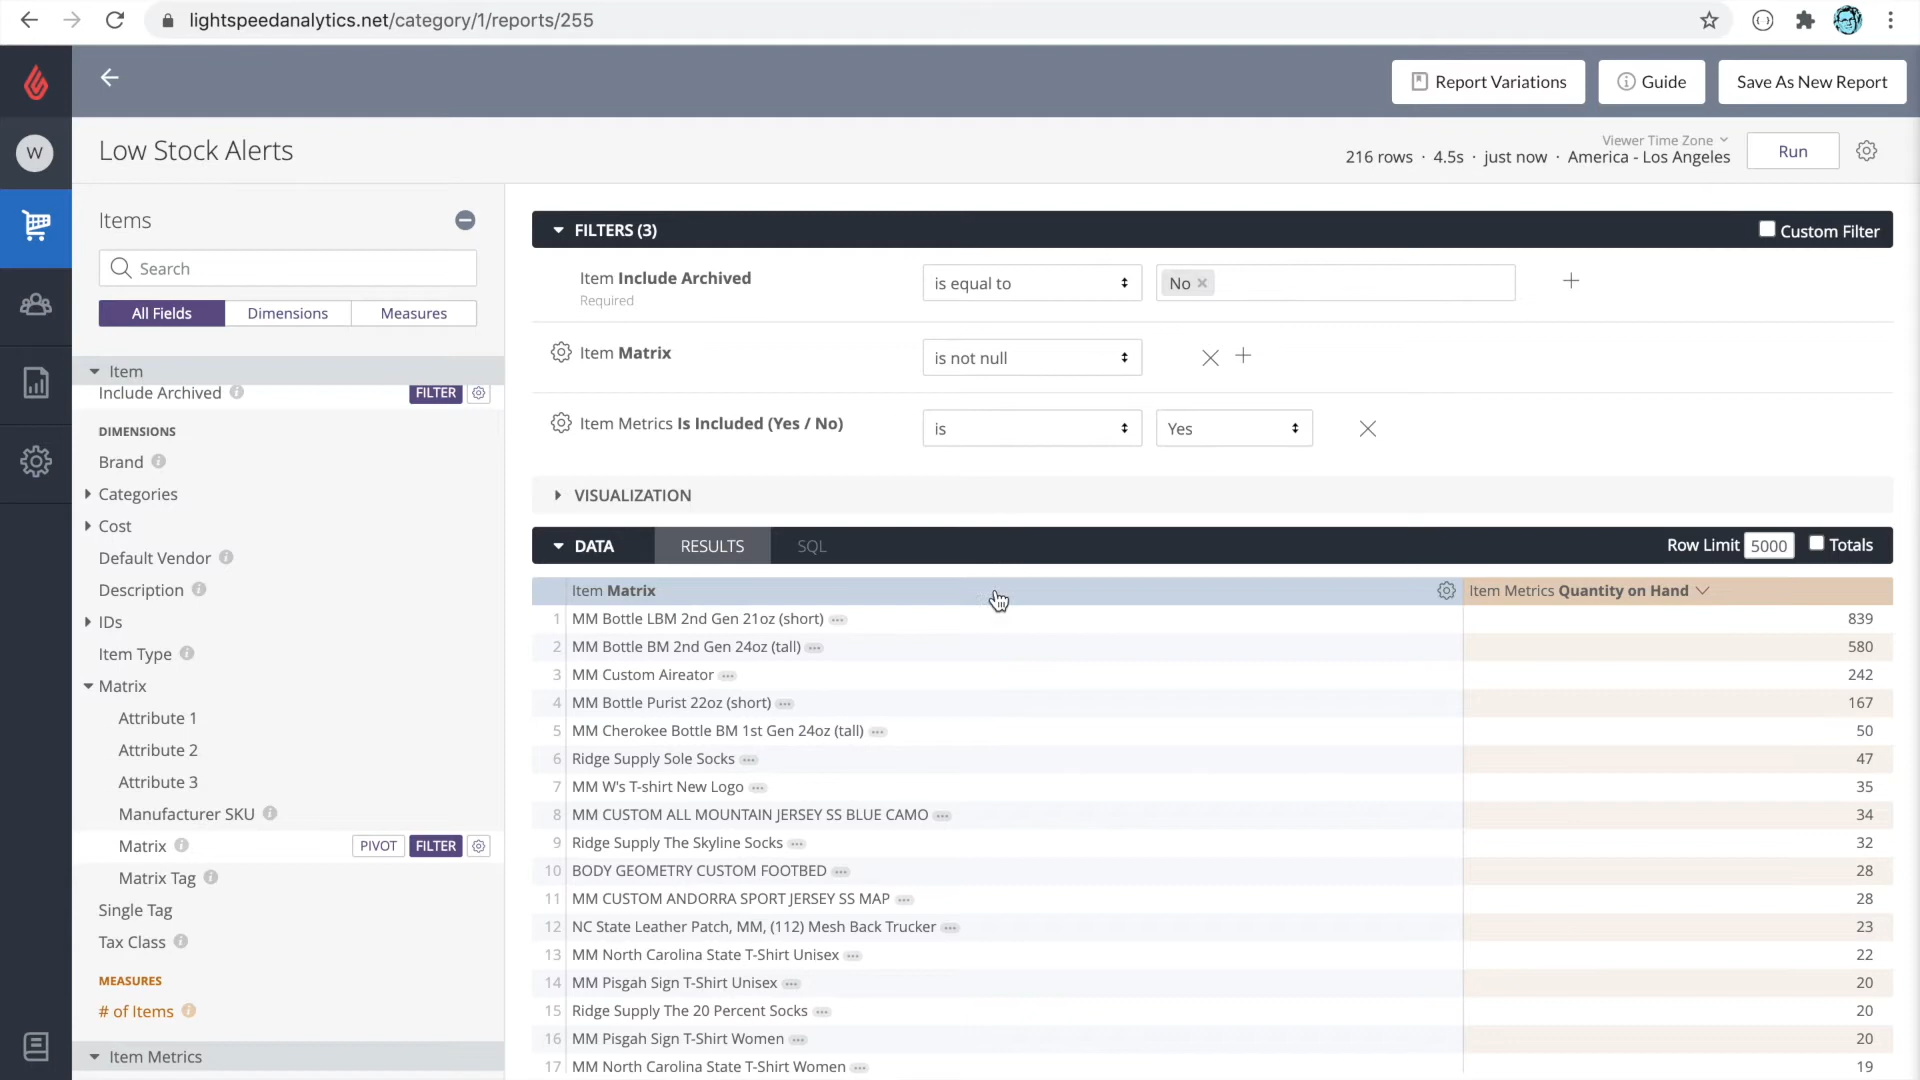 lightspeedanalytics.net/category/1/reports/255
Report Variations
Guide
Save As New Report
W
Low Stock Alerts
Viewer Time Zone
216 rows · 4.5s · just now · America - Los Angeles
Run
Items
Search
All Fields
Dimensions
Measures
Item
Include Archived
FILTER
DIMENSIONS
Brand
Categories
Cost
Default Vendor
Description
IDs
Item Type
Matrix
Attribute 1
Attribute 2
Attribute 3
Manufacturer SKU
Matrix
PIVOT
FILTER
Matrix Tag
Single Tag
Tax Class
MEASURES
# of Items
Item Metrics
FILTERS (3)
Custom Filter
Item Include Archived
Required
is equal to
No
Item Matrix
is not null
Item Metrics Is Included (Yes / No)
is
Yes
VISUALIZATION
DATA
RESULTS
SQL
Row Limit 5000
Totals
Item Matrix
Item Metrics Quantity on Hand
1 MM Bottle LBM 2nd Gen 21oz (short) 839
2 MM Bottle BM 2nd Gen 24oz (tall) 580
3 MM Custom Aireator 242
4 MM Bottle Purist 22oz (short) 167
5 MM Cherokee Bottle BM 1st Gen 24oz (tall) 50
6 Ridge Supply Sole Socks 47
7 MM W's T-shirt New Logo 35
8 MM CUSTOM ALL MOUNTAIN JERSEY SS BLUE CAMO 34
9 Ridge Supply The Skyline Socks 32
10 BODY GEOMETRY CUSTOM FOOTBED 28
11 MM CUSTOM ANDORRA SPORT JERSEY SS MAP 28
12 NC State Leather Patch, MM, (112) Mesh Back Trucker 23
13 MM North Carolina State T-Shirt Unisex 22
14 MM Pisgah Sign T-Shirt Unisex 20
15 Ridge Supply The 20 Percent Socks 20
16 MM Pisgah Sign T-Shirt Women 20
17 MM North Carolina State T-Shirt Women 19